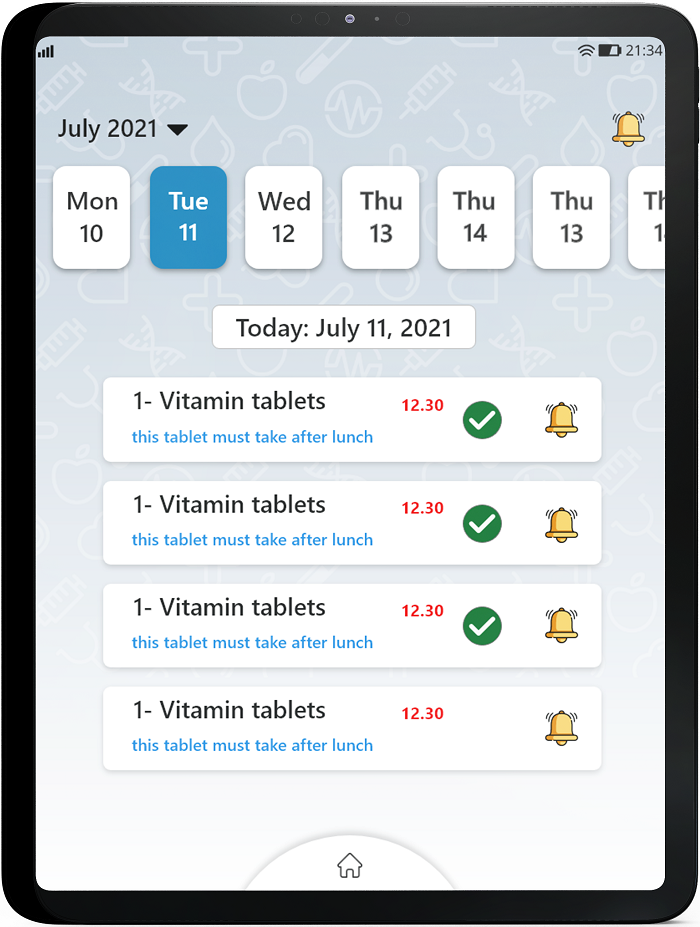 21:34
July 2021
Mon Tue Wed Thu Thu Thu Th
10 11 12 13 14 13 1
Today: July 11, 2021
1- Vitamin tablets 12.30
this tablet must take after lunch
1- Vitamin tablets 12.30
this tablet must take after lunch
1- Vitamin tablets 12.30
this tablet must take after lunch
1- Vitamin tablets 12.30
this tablet must take after lunch